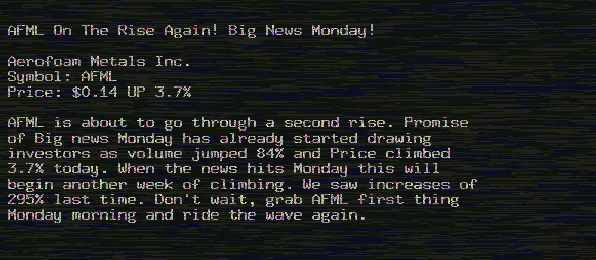 AFML On The Rise Again! Big News Monday!
Aerofoam Metals Inc.
Symbol: AFML
Price: $0.14 UP 3.7%
AFML is about to go through a second rise. Promise
of Big news Monday has already started drawing
investors as volume jumped 84% and Price climbed
3.7% today. When the news hits Monday this will
begin another week of climbing. We saw increases of
295% last time. Don't wait, grab AFML first thing
Monday morning and ride the wave again.